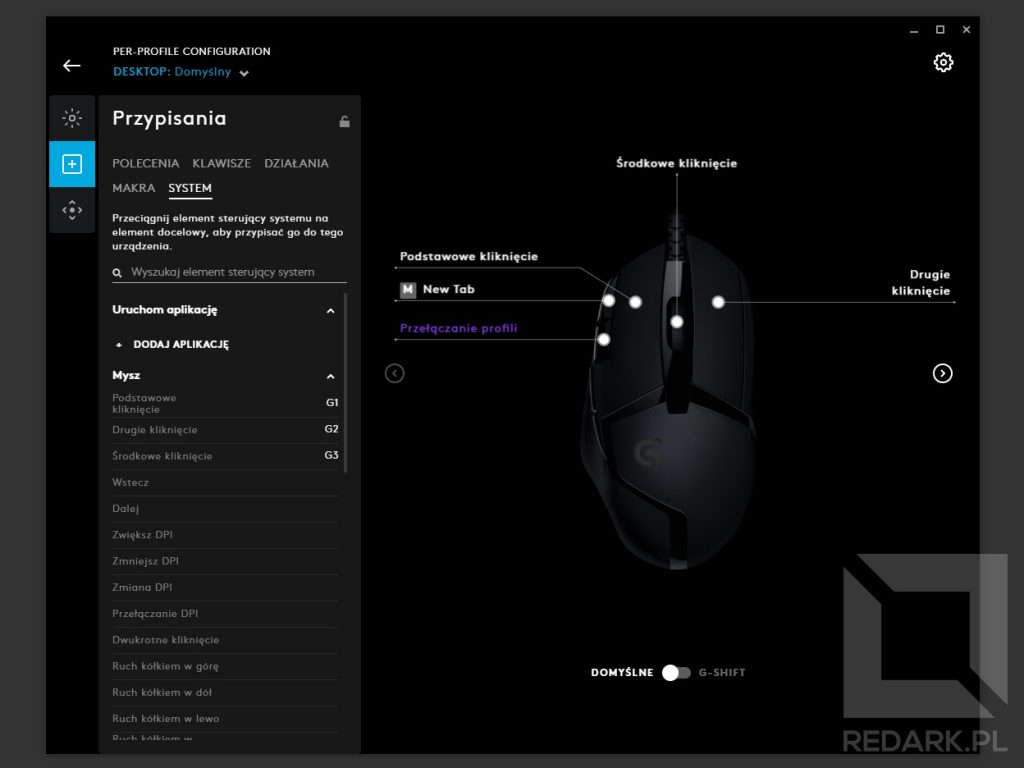 PER-PROFILE CONFIGURATION
DESKTOP: Domyślny
Przypisania
POLECENIA KLAWISZE DZIAŁANIA
MAKRA SYSTEM
Przeciągnij element sterujący systemu na
element docelowy, aby przypisać go do tego
urządzenia.
Wyszukaj element sterujący system
Uruchom aplikację
+ DODAJ APLIKACJĘ
Mysz
Podstawowe
kliknięcie G1
Drugie kliknięcie G2
Środkowe kliknięcie G3
Wstecz
Dalej
Zwiększ DPI
Zmniejsz DPI
Zmiana DPI
Przełączanie DPI
Dwukrotne kliknięcie
Ruch kółkiem w górę
Ruch kółkiem w dół
Ruch kółkiem w lewo
Ruch kółkiem w
Środkowe kliknięcie
Podstawowe kliknięcie
M New Tab
Przełączanie profili
Drugie
kliknięcie
G
DOMYŚLNE G-SHIFT
REDARK.PL